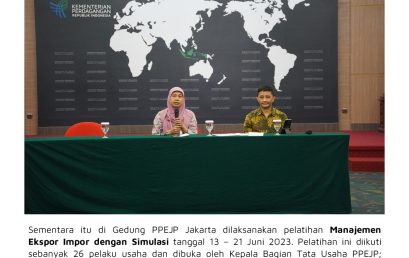 KEMENTERIAN
PERDAGANGAN
REPUBLIK INDONESIA
Sementara itu di Gedung PPEJP Jakarta dilaksanakan pelatihan Manajemen
Ekspor Impor dengan Simulasi tanggal 13 – 21 Juni 2023. Pelatihan ini diikuti
sebanyak 26 pelaku usaha dan dibuka oleh Kepala Bagian Tata Usaha PPEJP;